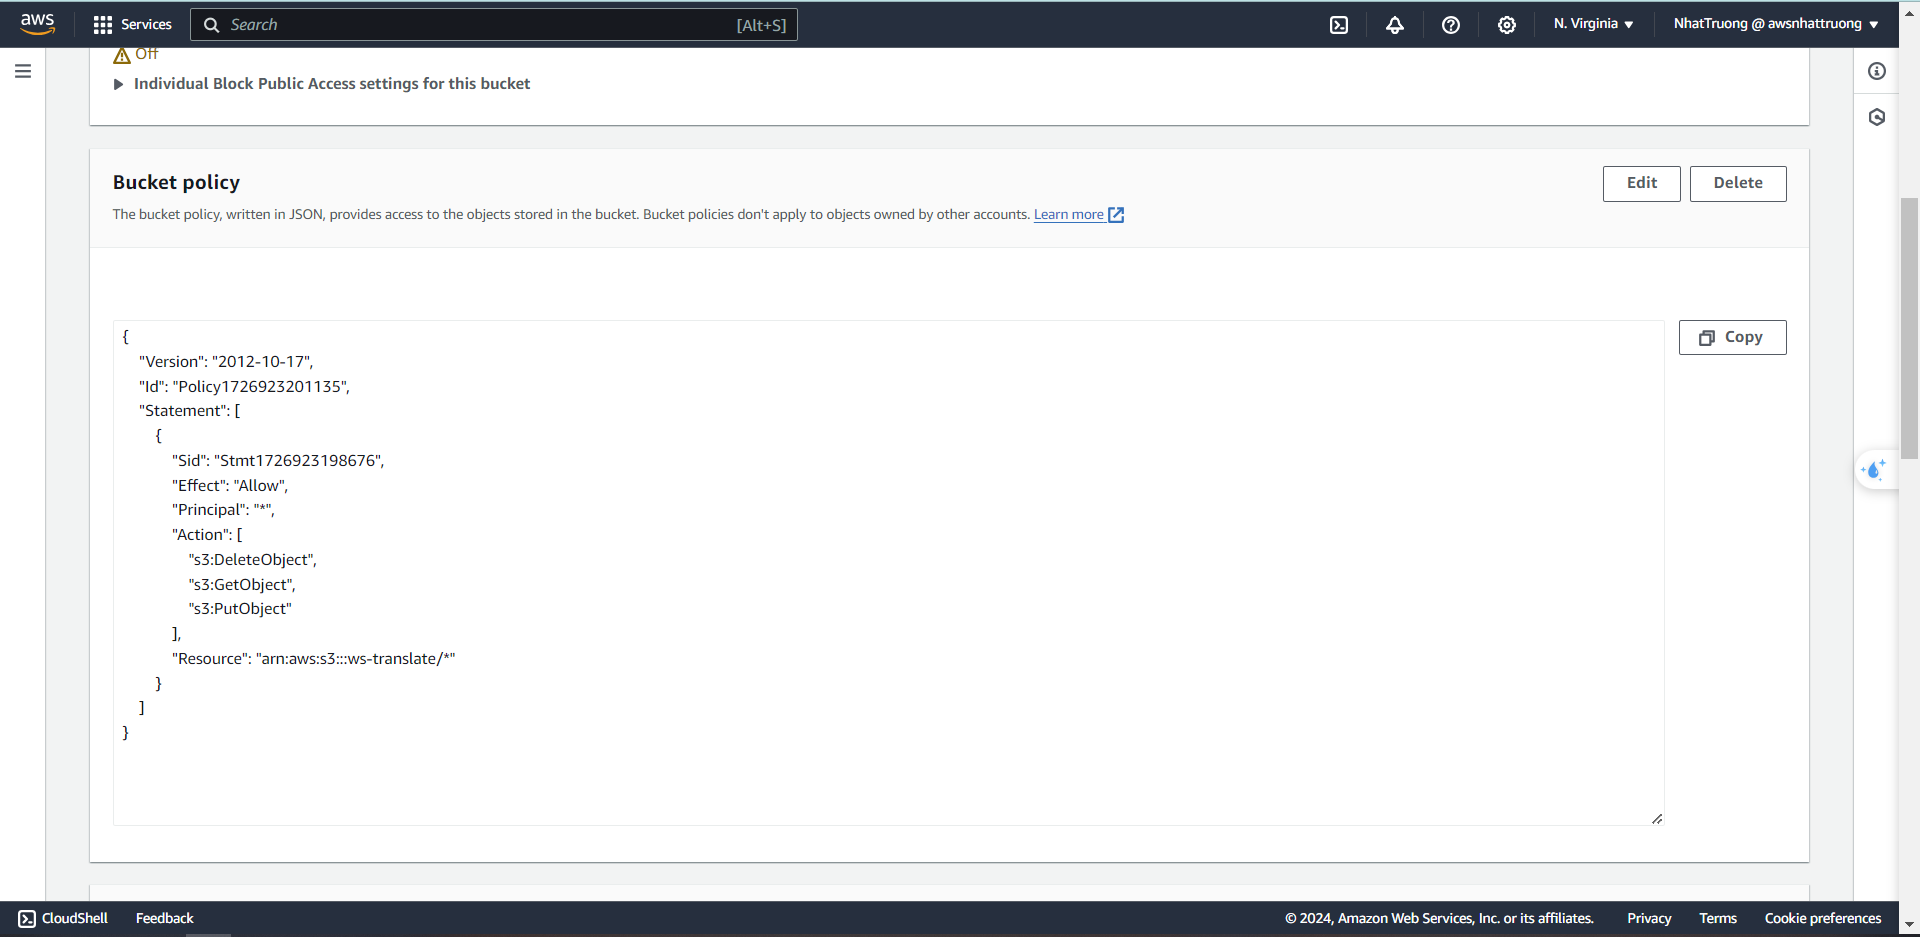 aws
Services
Search
[Alt+S]
N. Virginia
NhatTruong @ awsnhattruong
Off
Individual Block Public Access settings for this bucket
Bucket policy
Edit
Delete
The bucket policy, written in JSON, provides access to the objects stored in the bucket. Bucket policies don't apply to objects owned by other accounts. Learn more
Copy
{
"Version": "2012-10-17",
"Id": "Policy1726923201135",
"Statement": [
{
"Sid": "Stmt1726923198676",
"Effect": "Allow",
"Principal": "*",
"Action": [
"s3:DeleteObject",
"s3:GetObject",
"s3:PutObject"
],
"Resource": "arn:aws:s3:::ws-translate/*"
}
]
}
CloudShell
Feedback
© 2024, Amazon Web Services, Inc. or its affiliates.
Privacy
Terms
Cookie preferences